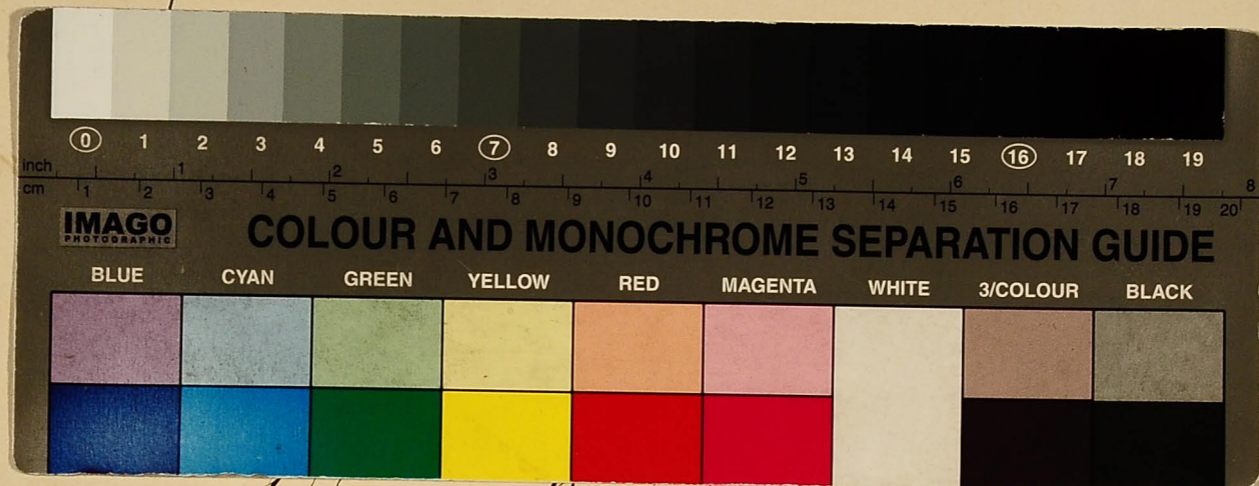 0 1 2 3 4 5 6 7 8 9 10 11 12 13 14 15 16 17 18 19
inch 1 2 3 4 5 6 7 8
cm 1 2 3 4 5 6 7 8 9 10 11 12 13 14 15 16 17 18 19 20
IMAGO
PHOTOGRAPHIC
COLOUR AND MONOCHROME SEPARATION GUIDE
BLUE CYAN GREEN YELLOW RED MAGENTA WHITE 3/COLOUR BLACK